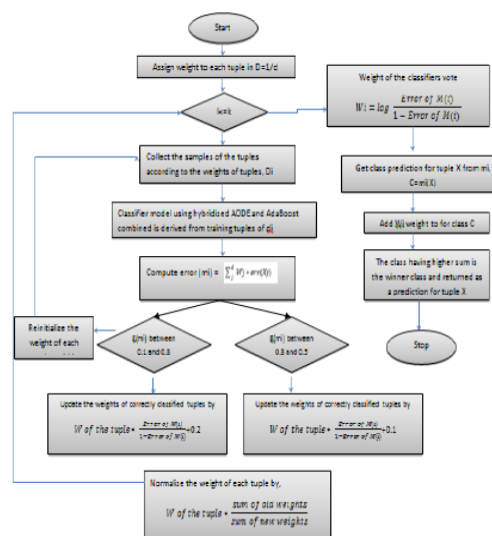 Start
Assign weight to each tuple in D=1/d
Weight of the classifiers vote
Wi = log Error of M(i) / 1 − Error of M(i)
Collect the samples of the tuples
according to the weights of tuples, Di
Get class prediction for tuple X from mi,
C=mi(X)
Classifier model using hybridised AODE and AdaBoost
combined is derived from training tuples of di
Add Wi weight to for class C
Compute error (mi) =
The class having higher sum is
the winner class and returned as
a prediction for tuple X
Stop
Reinitialize the
weight of each
E(mi) between
0.1 and 0.3
E(mi) between
0.3 and 0.5
Update the weights of correctly classified tuples by
W of the tuple * Error of M(i) / 1−Error of M(i) +0.2
Update the weights of correctly classified tuples by
W of the tuple * Error of M(i) / 1−Error of M(i) +0.1
Normalise the weight of each tuple by,
W of the tuple * sum of old weights / sum of new weights